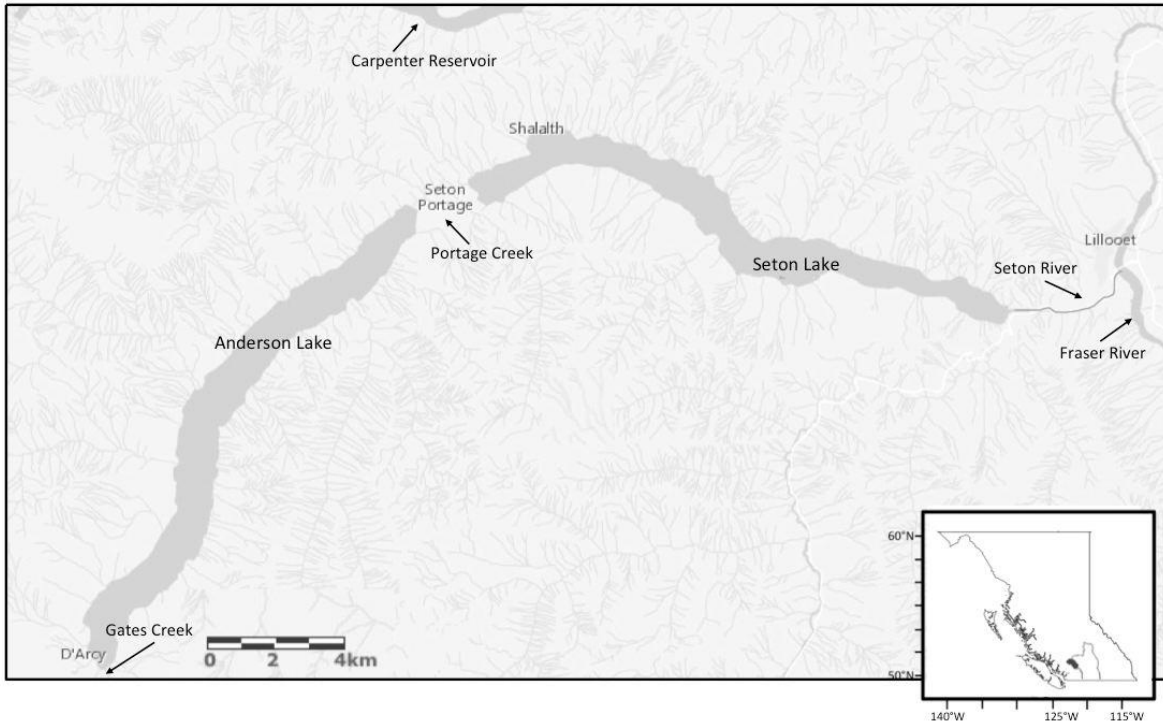 Carpenter Reservoir
Shalalth
Seton
Portage
Portage Creek
Lillooet
Seton River
Seton Lake
Fraser River
Anderson Lake
Gates Creek
D'Arcy
0 2 4km
60°N
50°N
140°W 125°W 115°W